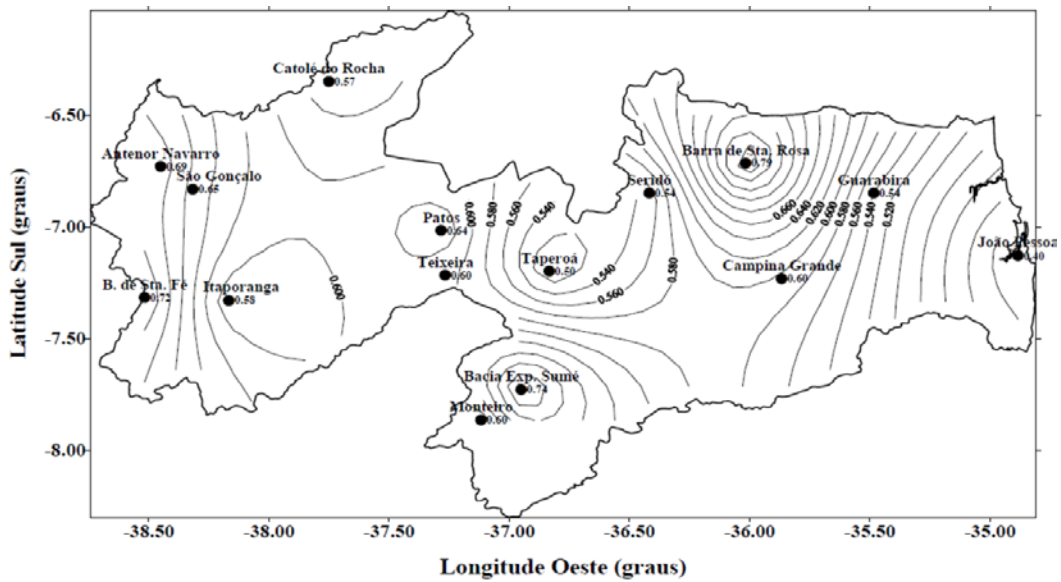 Catolé do Rocha
0.57
-6.50
Antenor Navarro
0.69
São Gonçalo
0.65
Barra de Sta. Rosa
0.79
Seridó
0.54
Guarabira
0.54
0.660
0.640
0.620
0.600
0.580
0.560
0.540
0.520
-7.00
Patos
0.64
0.600
0.580
0.560
0.540
João Pessoa
0.40
Teixeira
0.60
Taperoá
0.50
0.540
0.560
0.580
Campina Grande
0.60
B. de Sta. Fé
0.72
Itaporanga
0.58
0.600
-7.50
Bacia Exp. Sumé
0.74
Monteiro
0.60
-8.00
Latitude Sul (graus)
-38.50 -38.00 -37.50 -37.00 -36.50 -36.00 -35.50 -35.00
Longitude Oeste (graus)